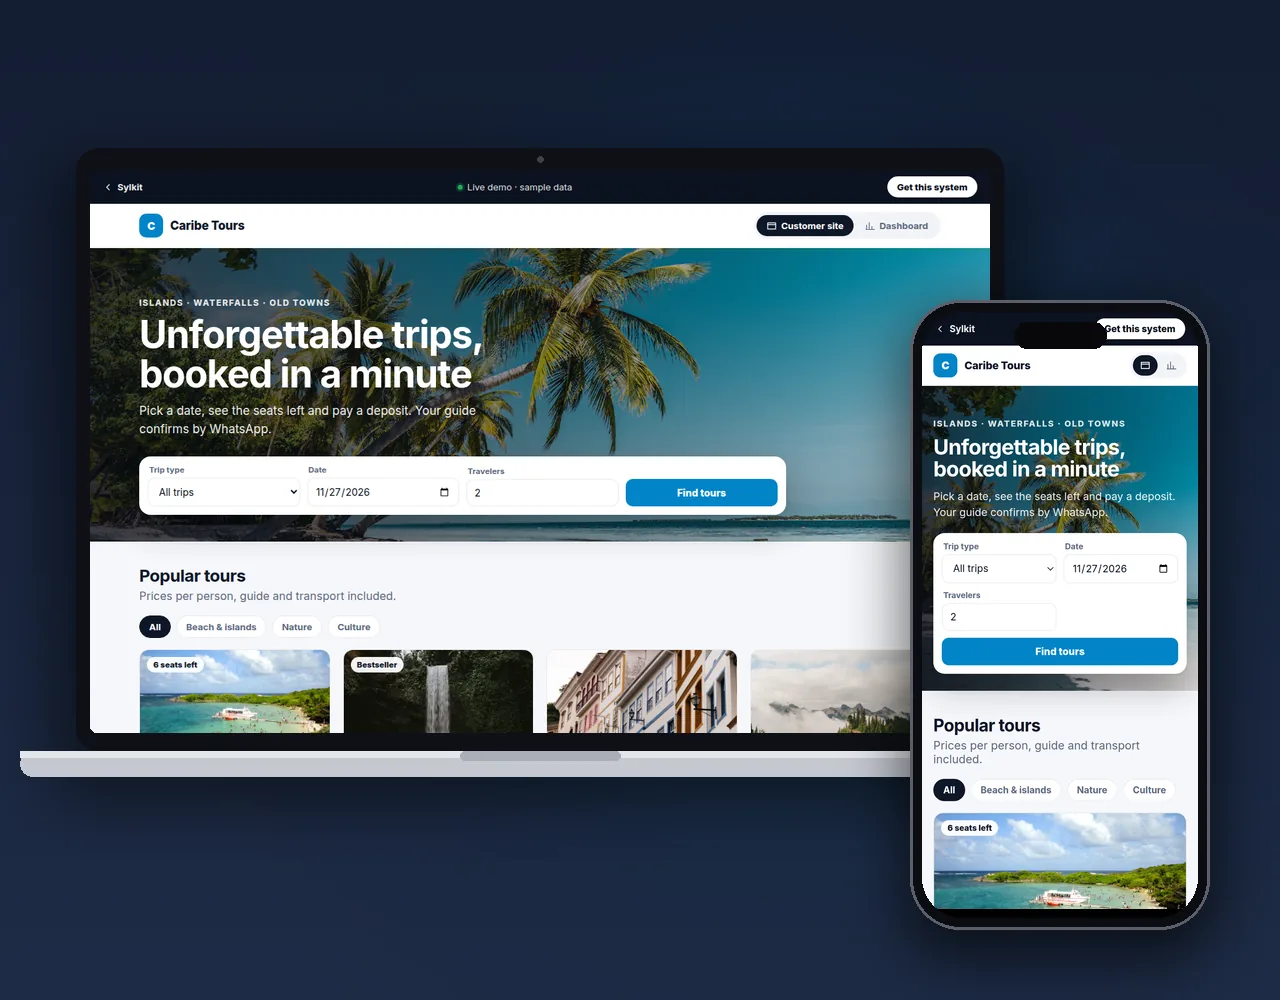 Sylkit
Live demo · sample data
Get this system
C
Caribe Tours
Customer site
Dashboard
ISLANDS · WATERFALLS · OLD TOWNS
Unforgettable trips,
booked in a minute
Pick a date, see the seats left and pay a deposit. Your guide
confirms by WhatsApp.
Trip type
Date
Travelers
All trips
11/27/2026
2
Find tours
Popular tours
Prices per person, guide and transport included.
All
Beach & islands
Nature
Culture
6 seats left
Bestseller
Sylkit
Get this system
C
Caribe Tours
ISLANDS · WATERFALLS · OLD TOWNS
Unforgettable trips,
booked in a minute
Pick a date, see the seats left and pay a deposit.
Your guide confirms by WhatsApp.
Trip type
Date
All trips
11/27/2026
Travelers
2
Find tours
Popular tours
Prices per person, guide and transport
included.
All
Beach & islands
Nature
Culture
6 seats left